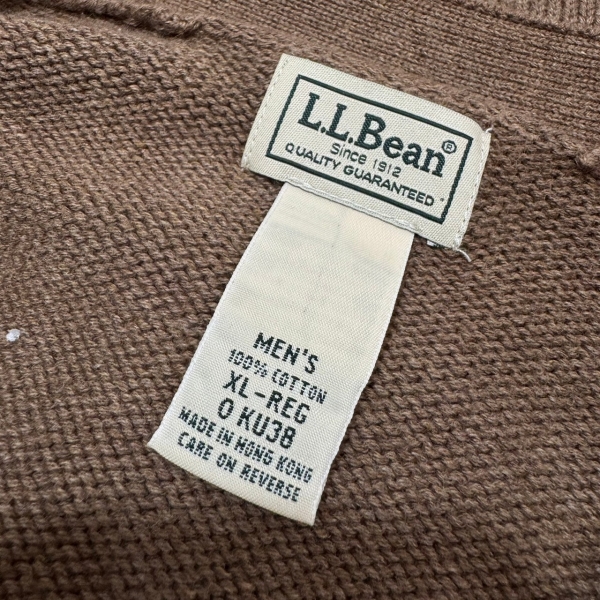 L.L.Bean®
Since 1912
QUALITY GUARANTEED
MEN'S
100% COTTON
XL-REG
0 KU38
MADE IN HONG KONG
CARE ON REVERSE